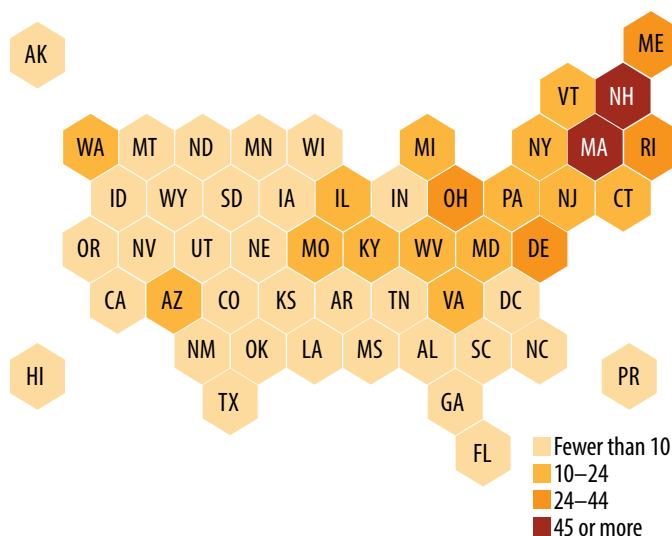 AK
ME
VT NH
WA MT ND MN WI MI NY MA RI
ID WY SD IA IL IN OH PA NJ CT
OR NV UT NE MO KY WV MD DE
CA AZ CO KS AR TN VA DC
NM OK LA MS AL SC NC
HI PR
TX GA
FL
Fewer than 10
10–24
24–44
45 or more